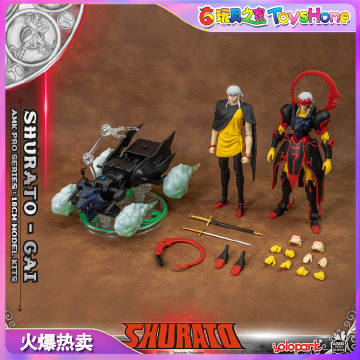 6玩具之家 ToysHome
SHURATO - GAI
AMK PRO SERIES : 18CM MODEL KITS
火爆热卖
SHURATO
yolopark